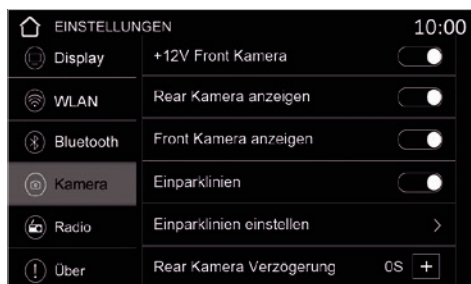 EINSTELLUNGEN 10:00
Display
WLAN
Bluetooth
Kamera
Radio
Über
+12V Front Kamera
Rear Kamera anzeigen
Front Kamera anzeigen
Einparklinien
Einparklinien einstellen >
Rear Kamera Verzögerung 0S +